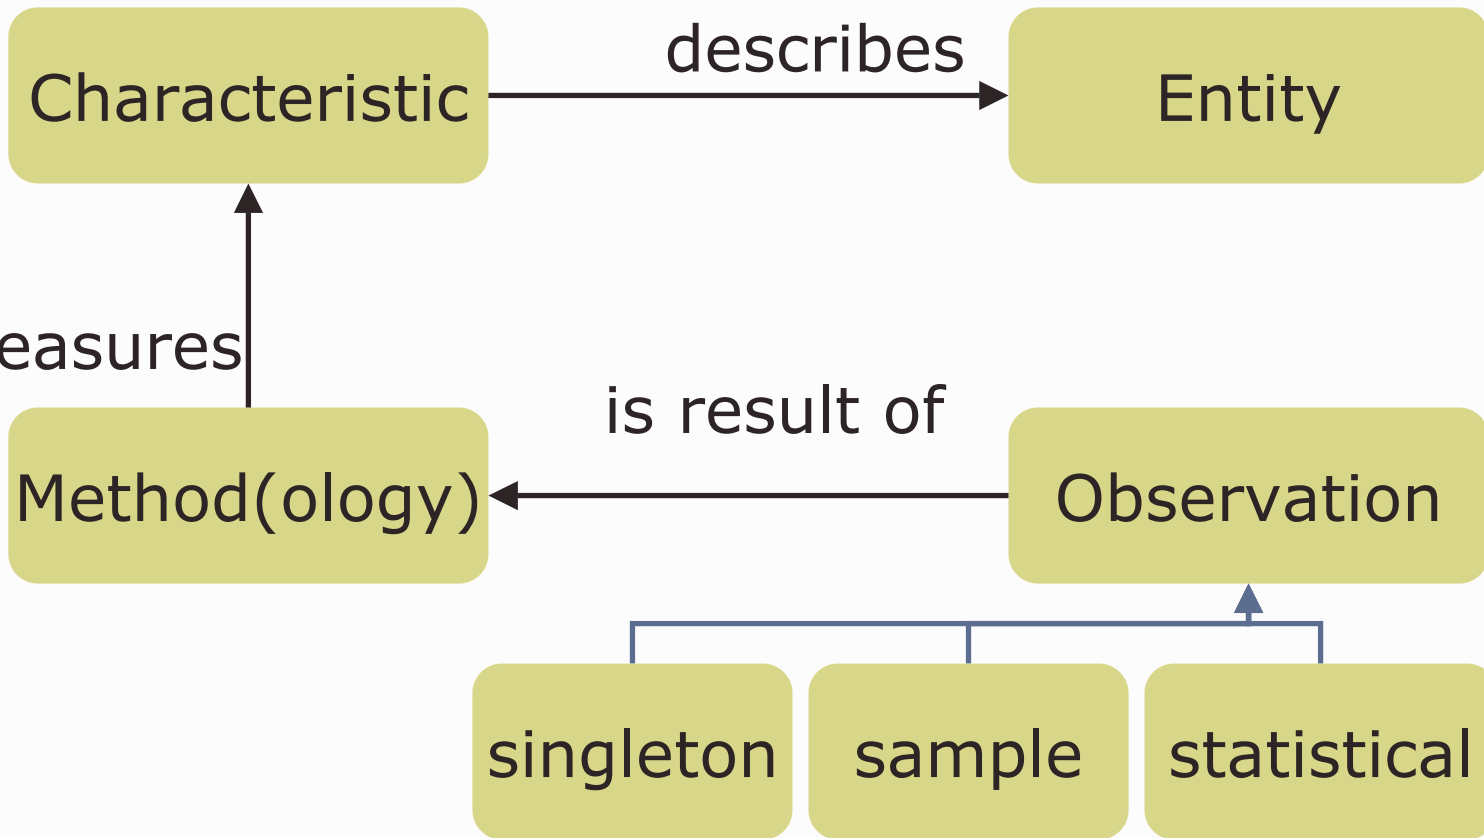 describes
Characteristic
Entity
easures
is result of
Method(ology)
Observation
singleton
sample
statistical